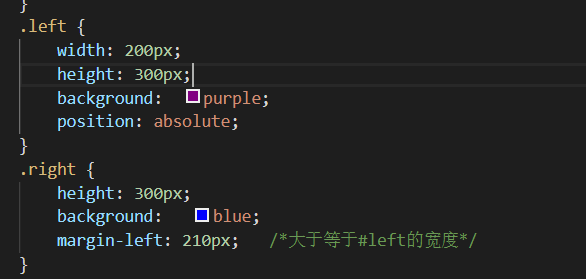 }
.left {
width: 200px;
height: 300px;
background: purple;
position: absolute;
}
.right {
height: 300px;
background: blue;
margin-left: 210px; /*大于等于#left的宽度*/
}